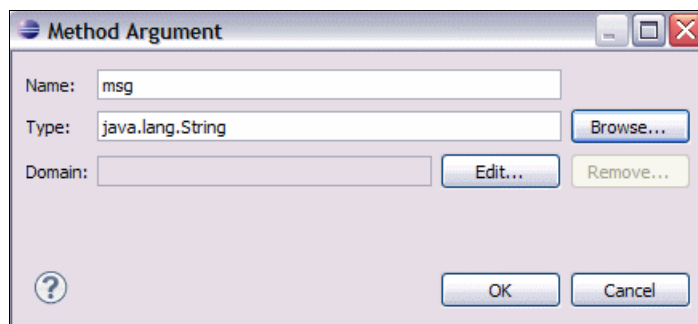 Method Argument
Name: msg
Type: java.lang.String Browse...
Domain: Edit... Remove...
? OK Cancel